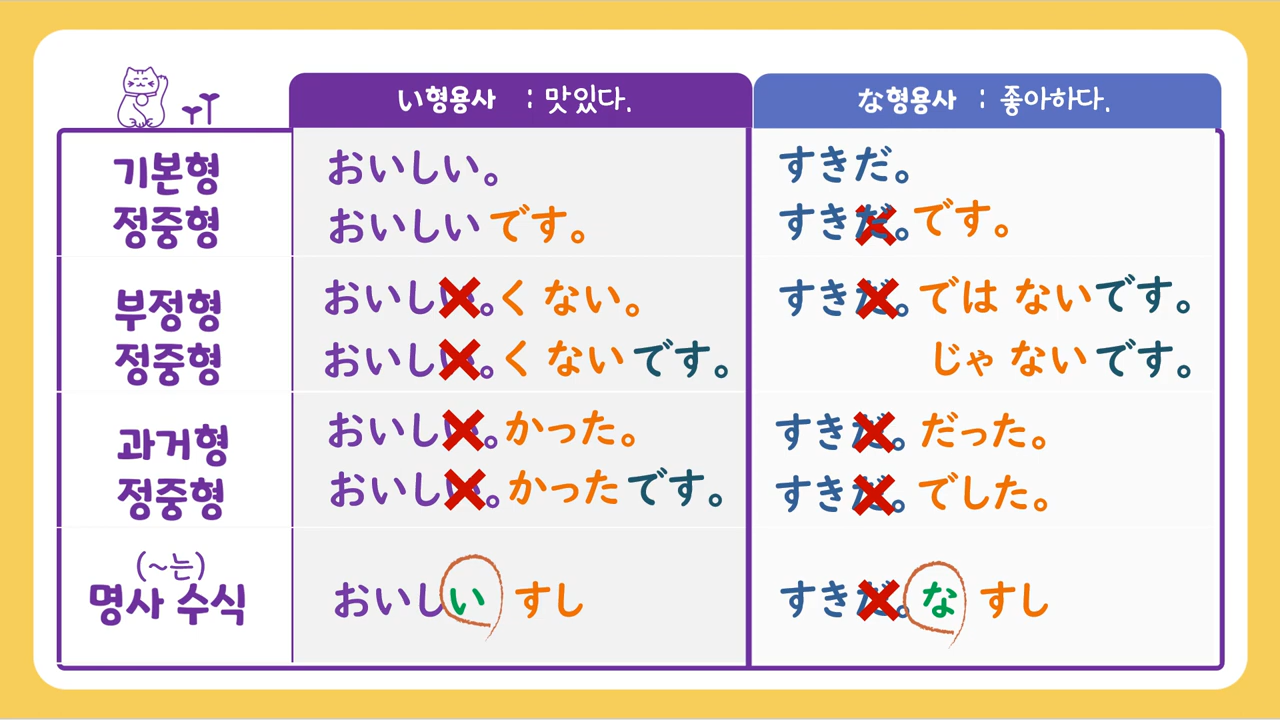 い형용사 : 맛있다.
な형용사 : 좋아하다.
기본형
おいしい。
すきだ。
정중형
おいしいです。
すきだ。です。
부정형
おいしい。く ない。
すきだ。では ないです。
정중형
おいしい。く ないです。
じゃ ないです。
과거형
おいしい。かった。
すきだ。だった。
정중형
おいしい。かったです。
すきだ。でした。
(~는)
명사 수식
おいしい すし
すきだ。な すし